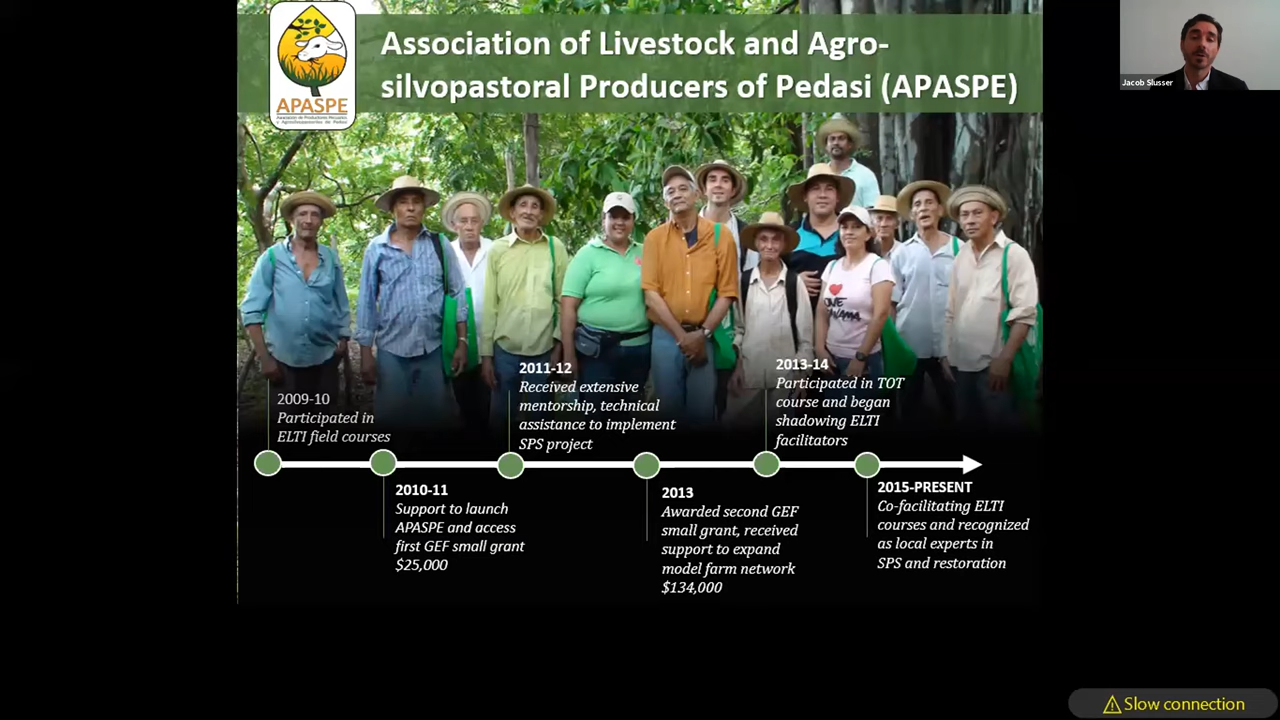 Association of Livestock and Agro-
silvopastoral Producers of Pedasi (APASPE)
APASPE
Jacob Slusser
2009-10
Participated in
ELTI field courses
2010-11
Support to launch
APASPE and access
first GEF small grant
$25,000
2011-12
Received extensive
mentorship, technical
assistance to implement
SPS project
2013
Awarded second GEF
small grant, received
support to expand
model farm network
$134,000
2013-14
Participated in TOT
course and began
shadowing ELTI
facilitators
2015-PRESENT
Co-facilitating ELTI
courses and recognized
as local experts in
SPS and restoration
Slow connection